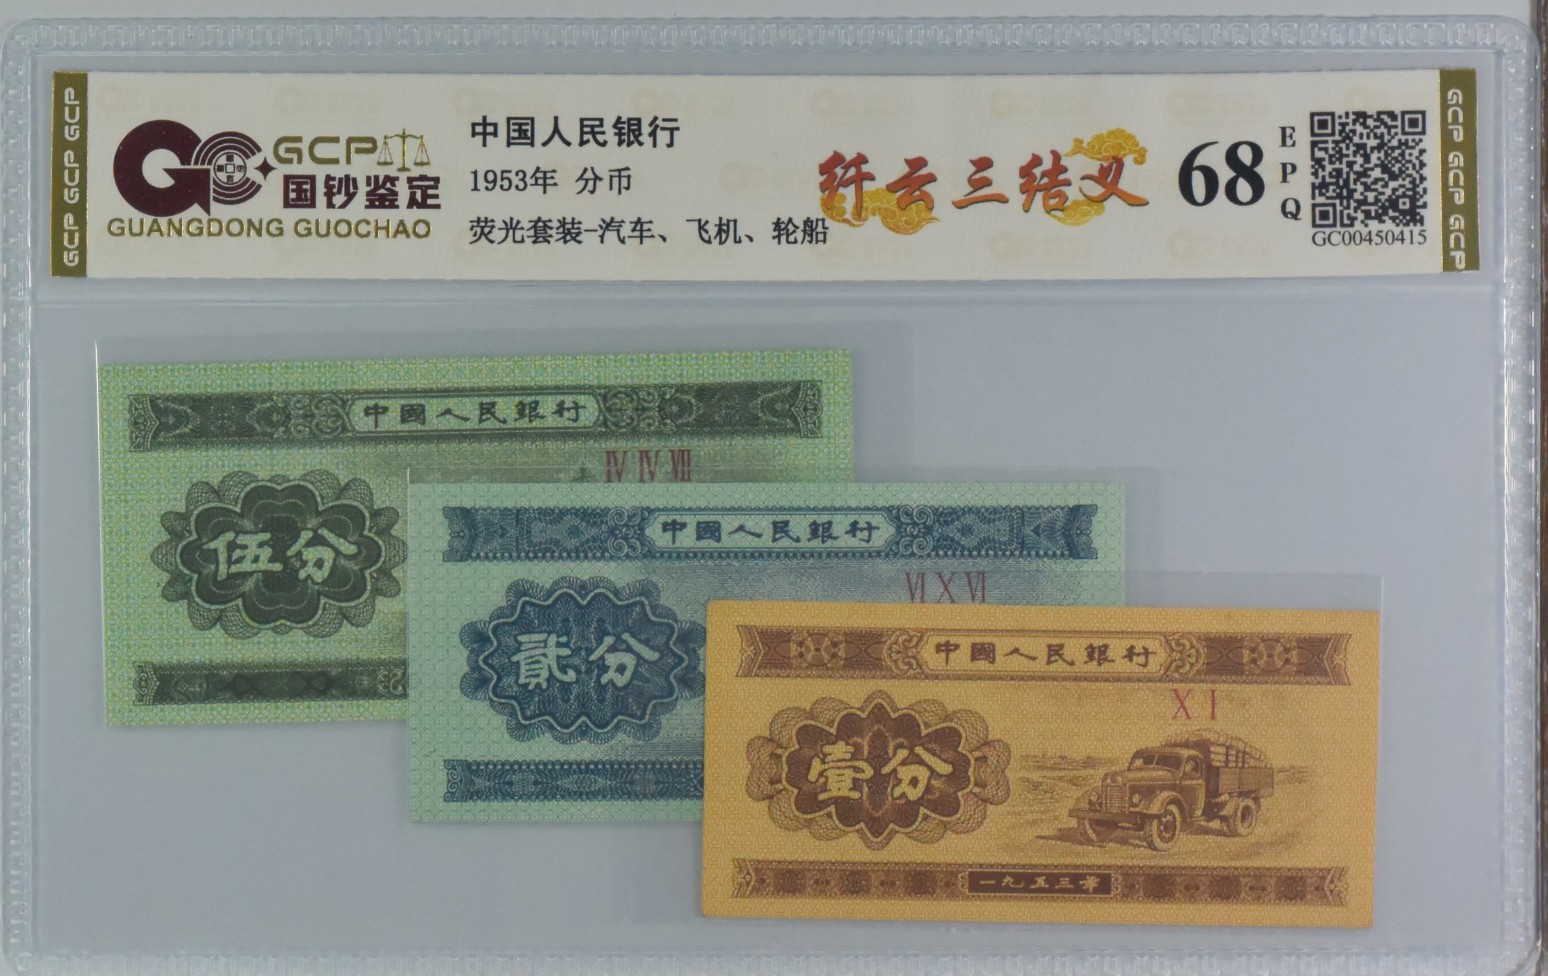 GCP GCP GCP
GCP
国钞鉴定
GUANGDONG GUOCHAO
中国人民银行
1953年 分币
荧光套装-汽车、飞机、轮船
纤云三结义
68
EPQ
GC00450415
GCP GCP GCP
中國人民銀行
IV IV VII
伍分
中國人民銀行
VI X VI
貳分
中國人民銀行
X I
壹分
一九五三年